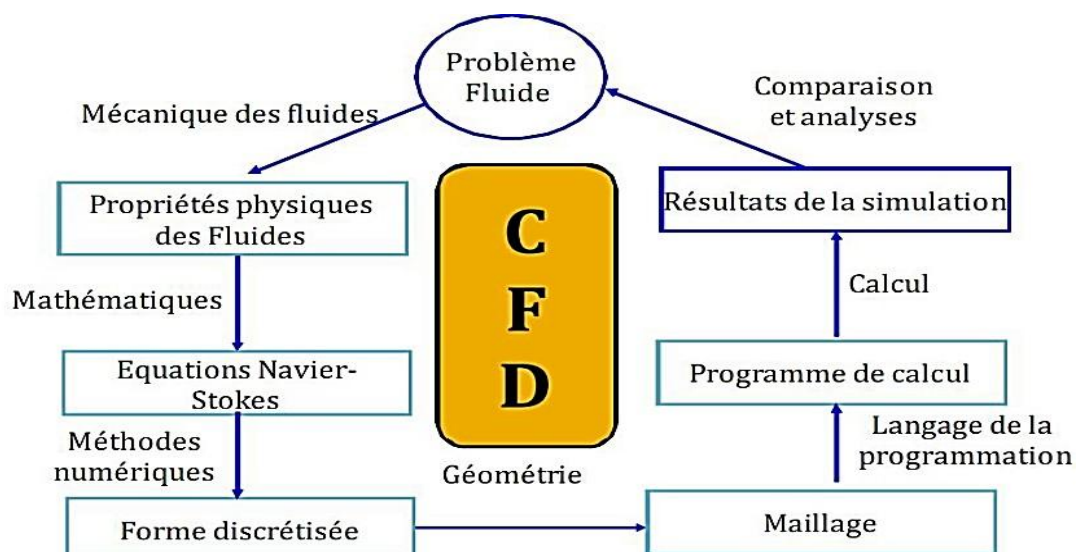 Problème
Fluide
Mécanique des fluides
Comparaison
et analyses
Propriétés physiques
des Fluides
C
F
D
Résultats de la simulation
Mathématiques
Calcul
Equations Navier-
Stokes
Programme de calcul
Méthodes
numériques
Géométrie
Langage de la
programmation
Forme discrétisée
Maillage